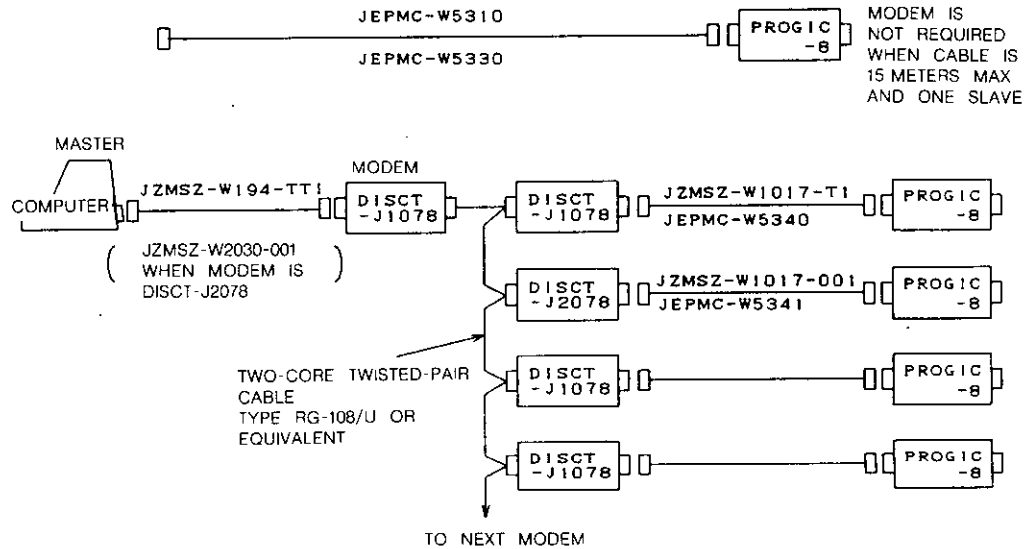 JEPMC-W5310
JEPMC-W5330
PROGIC
-8
MODEM IS
NOT REQUIRED
WHEN CABLE IS
15 METERS MAX
AND ONE SLAVE
MASTER
COMPUTER
JZMSZ-W194-TT1
( JZMSZ-W2030-001
WHEN MODEM IS
DISCT-J2078 )
MODEM
DISCT
-J1078
DISCT
-J1078
JZMSZ-W1017-T1
JEPMC-W5340
PROGIC
-8
DISCT
-J2078
JZMSZ-W1017-001
JEPMC-W5341
PROGIC
-8
TWO-CORE TWISTED-PAIR
CABLE
TYPE RG-108/U OR
EQUIVALENT
DISCT
-J1078
PROGIC
-8
DISCT
-J1078
PROGIC
-8
TO NEXT MODEM